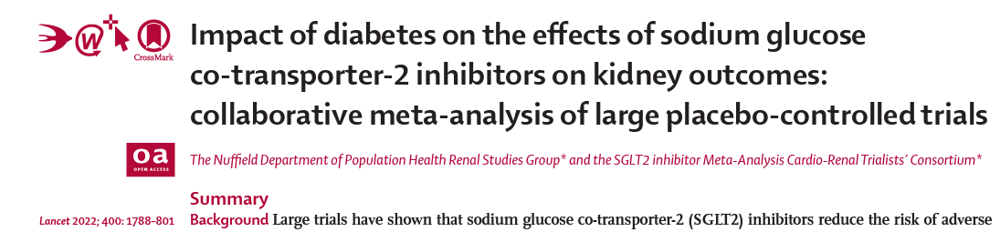 Impact of diabetes on the effects of sodium glucose
co-transporter-2 inhibitors on kidney outcomes:
collaborative meta-analysis of large placebo-controlled trials
W
CrossMark
oa
OPEN ACCESS
The Nuffield Department of Population Health Renal Studies Group* and the SGLT2 inhibitor Meta-Analysis Cardio-Renal Trialists’ Consortium*
Summary
Lancet 2022; 400: 1788–801
Background Large trials have shown that sodium glucose co-transporter-2 (SGLT2) inhibitors reduce the risk of adverse